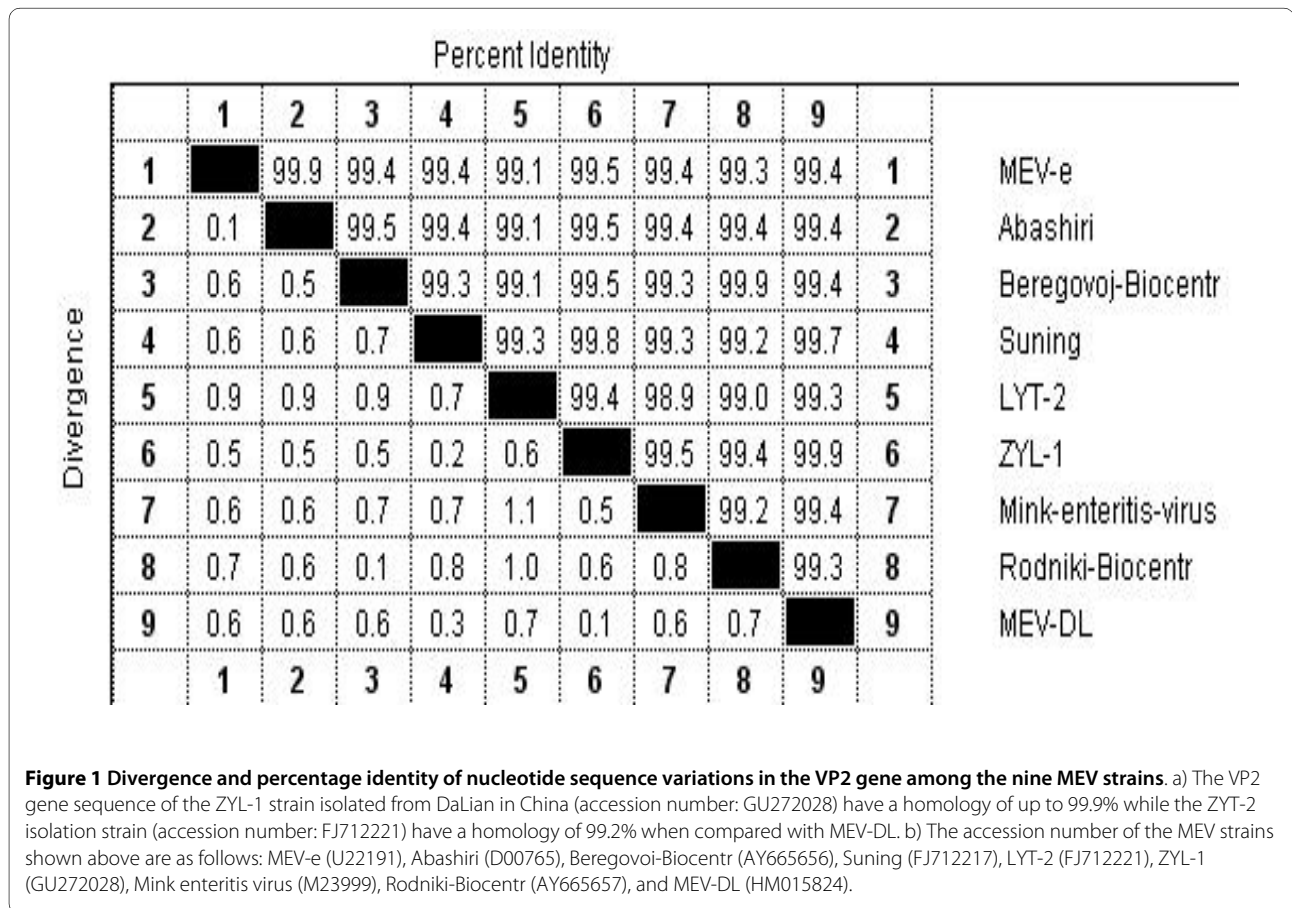 Percent Identity
1 2 3 4 5 6 7 8 9
1 99.9 99.4 99.4 99.1 99.5 99.4 99.3 99.4 1 MEV-e
2 0.1 99.5 99.4 99.1 99.5 99.4 99.4 99.4 2 Abashiri
3 0.6 0.5 99.3 99.1 99.5 99.3 99.9 99.4 3 Beregovoj-Biocentr
4 0.6 0.6 0.7 99.3 99.8 99.3 99.2 99.7 4 Suning
5 0.9 0.9 0.9 0.7 99.4 98.9 99.0 99.3 5 LYT-2
6 0.5 0.5 0.5 0.2 0.6 99.5 99.4 99.9 6 ZYL-1
7 0.6 0.6 0.7 0.7 1.1 0.5 99.2 99.4 7 Mink-enteritis-virus
8 0.7 0.6 0.1 0.8 1.0 0.6 0.8 99.3 8 Rodniki-Biocentr
9 0.6 0.6 0.6 0.3 0.7 0.1 0.6 0.7 9 MEV-DL
1 2 3 4 5 6 7 8 9
Divergence
Figure 1 Divergence and percentage identity of nucleotide sequence variations in the VP2 gene among the nine MEV strains. a) The VP2
gene sequence of the ZYL-1 strain isolated from DaLian in China (accession number: GU272028) have a homology of up to 99.9% while the ZYT-2
isolation strain (accession number: FJ712221) have a homology of 99.2% when compared with MEV-DL. b) The accession number of the MEV strains
shown above are as follows: MEV-e (U22191), Abashiri (D00765), Beregovoi-Biocentr (AY665656), Suning (FJ712217), LYT-2 (FJ712221), ZYL-1
(GU272028), Mink enteritis virus (M23999), Rodniki-Biocentr (AY665657), and MEV-DL (HM015824).